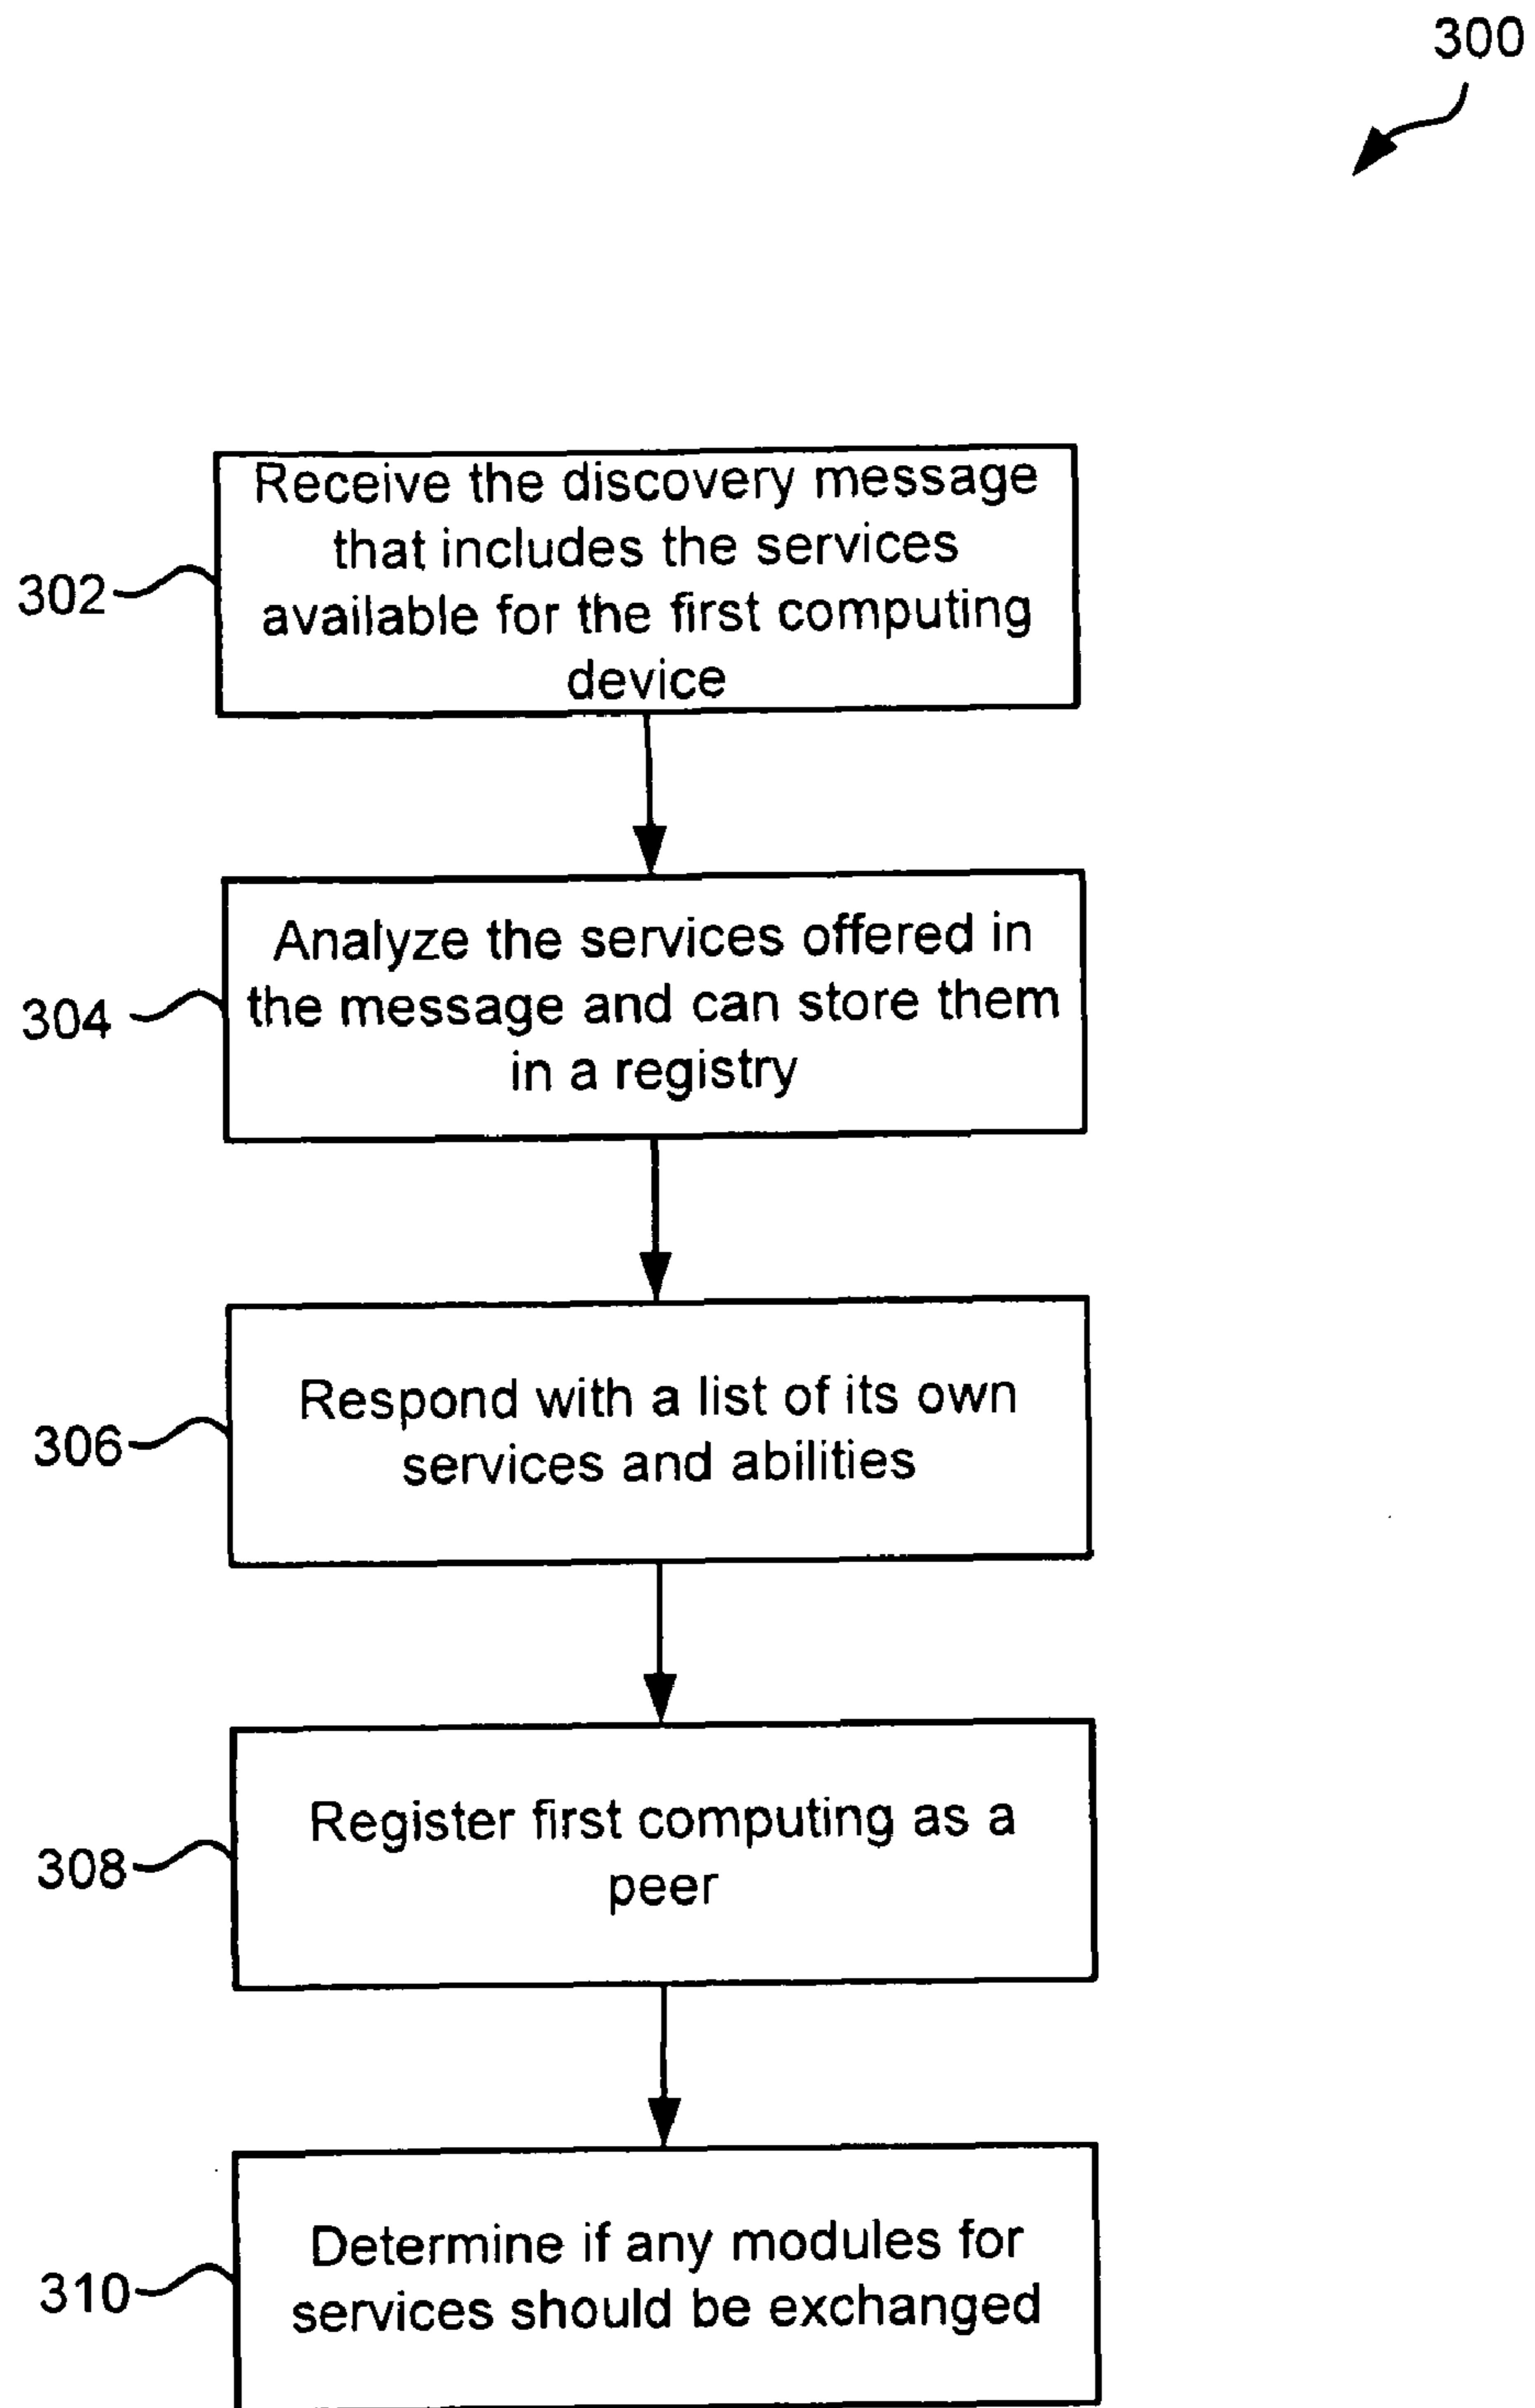 300
Receive the discovery message
that includes the services
available for the first computing
device
302
Analyze the services offered in
the message and can store them
in a registry
304
Respond with a list of its own
services and abilities
306
Register first computing as a
peer
308
Determine if any modules for
services should be exchanged
310